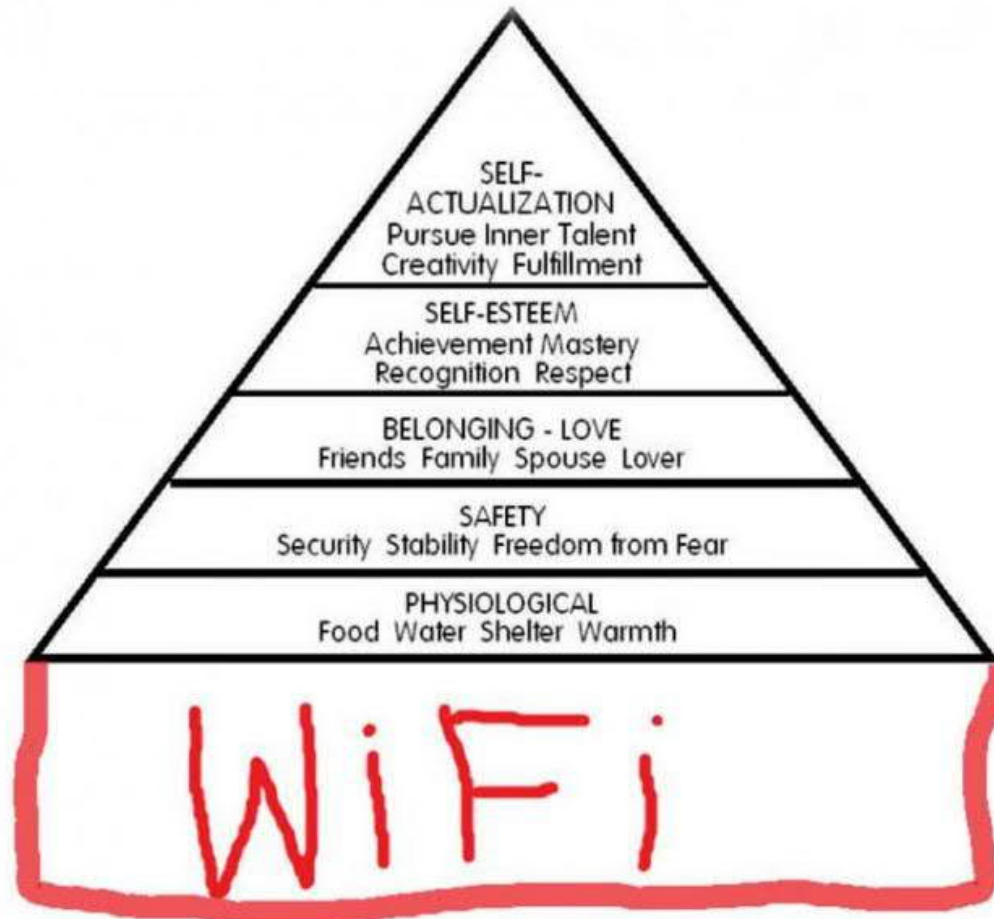 SELF-
ACTUALIZATION
Pursue Inner Talent
Creativity Fulfillment
SELF-ESTEEM
Achievement Mastery
Recognition Respect
BELONGING - LOVE
Friends Family Spouse Lover
SAFETY
Security Stability Freedom from Fear
PHYSIOLOGICAL
Food Water Shelter Warmth
WiFi